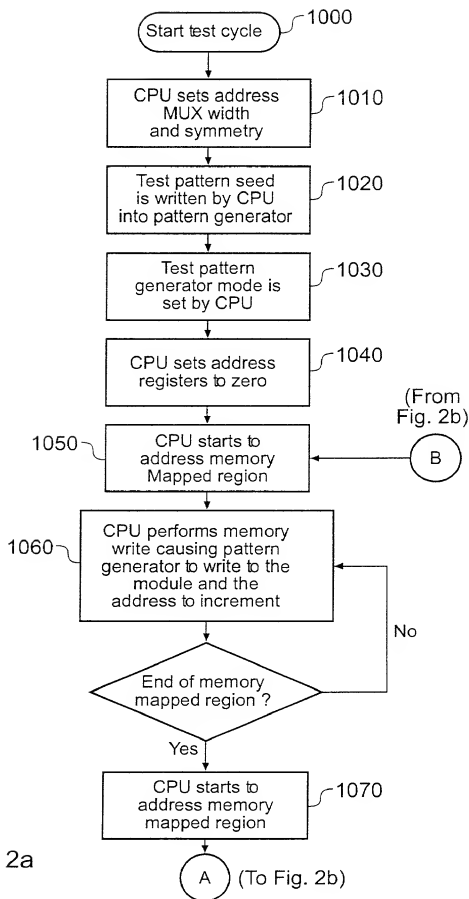 Start test cycle
1000
CPU sets address
MUX width
and symmetry
1010
Test pattern seed
is written by CPU
into pattern generator
1020
Test pattern
generator mode is
set by CPU
1030
CPU sets address
registers to zero
1040
(From
Fig. 2b)
B
1050
CPU starts to
address memory
Mapped region
1060
CPU performs memory
write causing pattern
generator to write to the
module and the
address to increment
No
End of memory
mapped region ?
Yes
CPU starts to
address memory
mapped region
1070
2a
A
(To Fig. 2b)